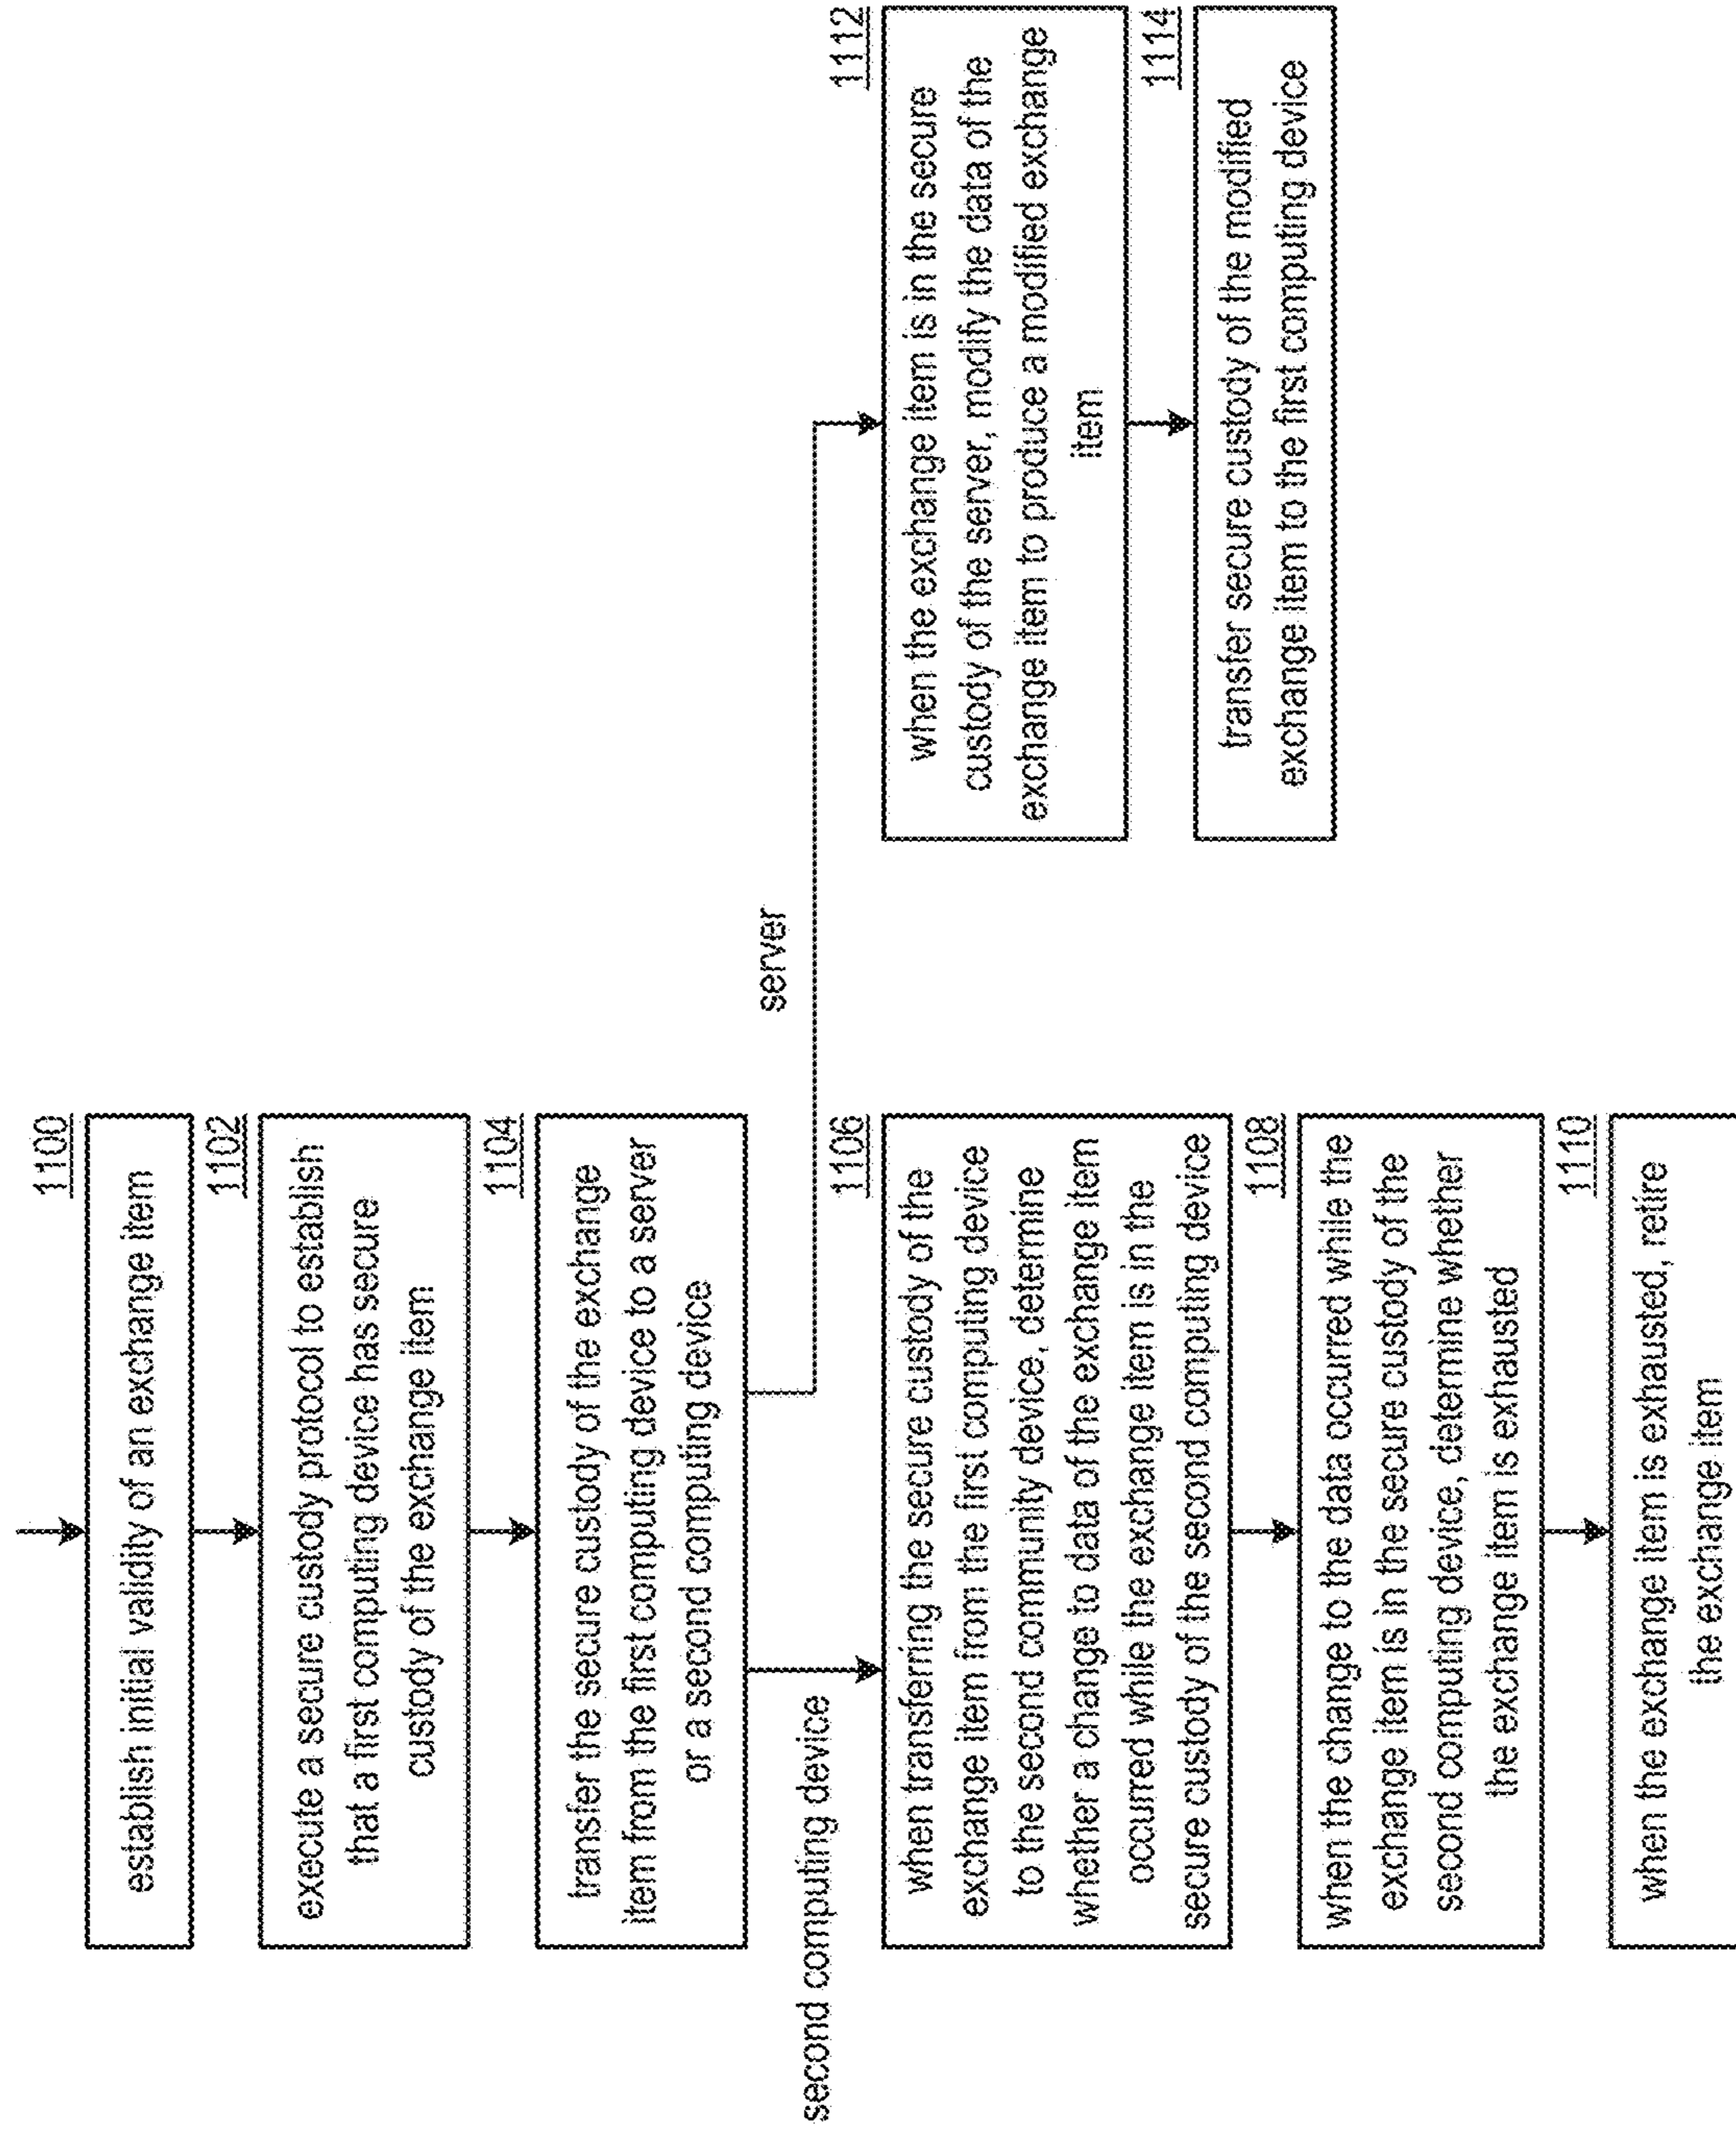 1100
establish initial validity of an exchange item
1102
execute a secure custody protocol to establish
that a first computing device has secure
custody of the exchange item
1104
transfer the secure custody of the exchange
item from the first computing device to a server
or a second computing device
second computing device
server
1106
when transferring the secure custody of the
exchange item from the first computing device
to the second community device, determine
whether a change to data of the exchange item
occurred while the exchange item is in the
secure custody of the second computing device
1108
when the change to the data occurred while the
exchange item is in the secure custody of the
second computing device, determine whether
the exchange item is exhausted
1110
when the exchange item is exhausted, retire
the exchange item
1112
when the exchange item is in the secure
custody of the server, modify the data of the
exchange item to produce a modified exchange
item
1114
transfer secure custody of the modified
exchange item to the first computing device